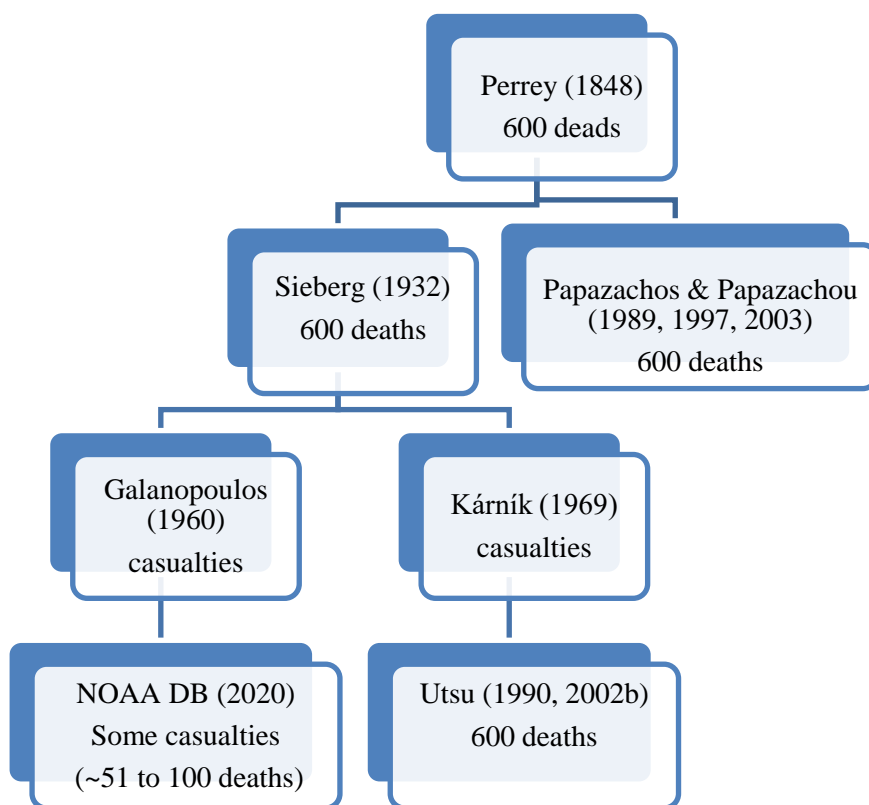 Perrey (1848)
600 deads
Sieberg (1932)
600 deaths
Papazachos & Papazachou
(1989, 1997, 2003)
600 deaths
Galanopoulos
(1960)
casualties
Kárník (1969)
casualties
NOAA DB (2020)
Some casualties
(~51 to 100 deaths)
Utsu (1990, 2002b)
600 deaths